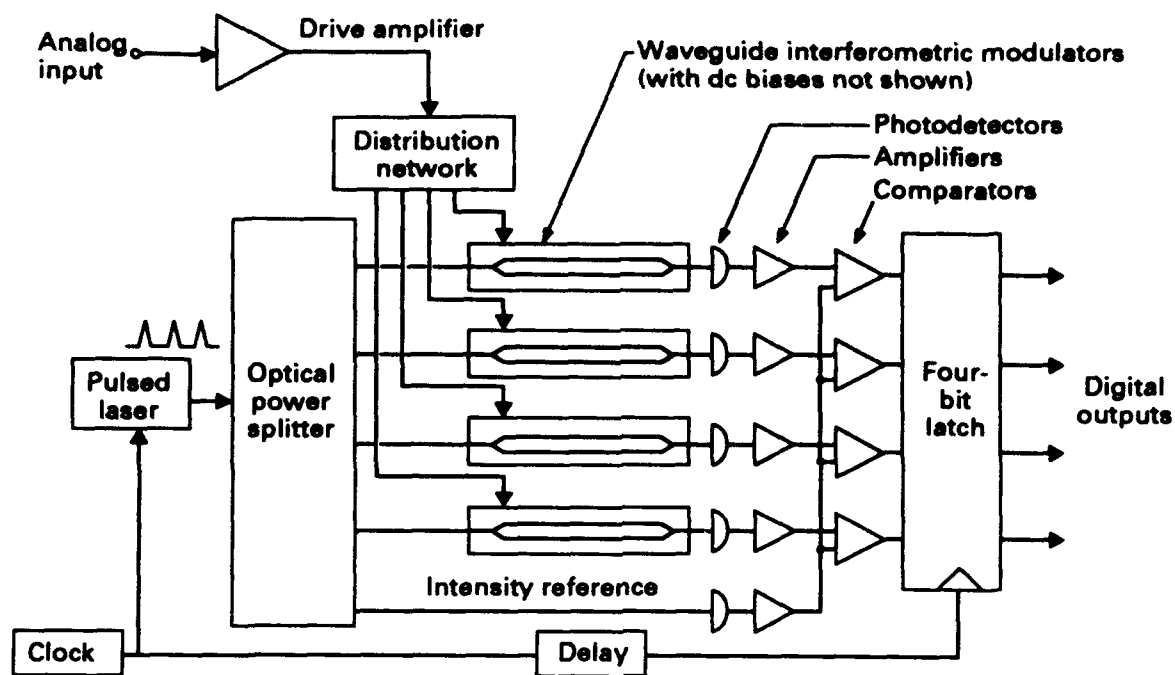 Analog
input
Drive amplifier
Waveguide interferometric modulators
(with dc biases not shown)
Photodetectors
Amplifiers
Comparators
Distribution
network
Pulsed
laser
Optical
power
splitter
Four-
bit
latch
Digital
outputs
Intensity reference
Clock
Delay